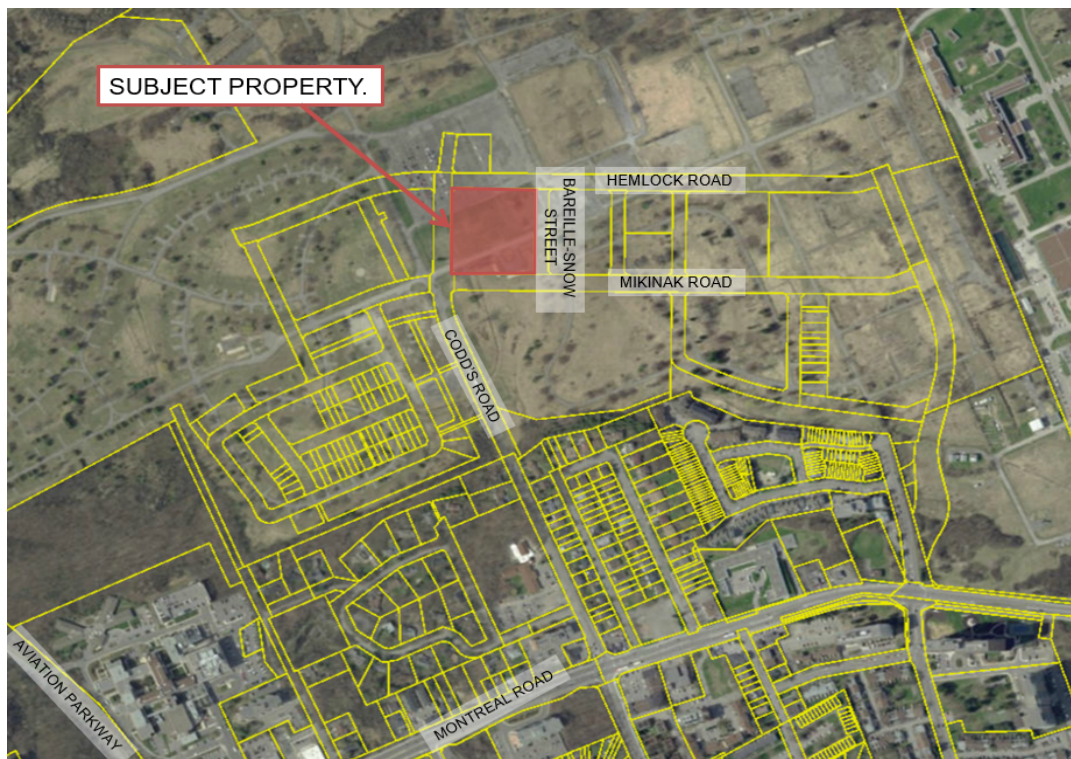 SUBJECT PROPERTY.
HEMLOCK ROAD
BAREILLE-SNOW
STREET
MIKINAK ROAD
CODD'S ROAD
MONTREAL ROAD
AVIATION PARKWAY